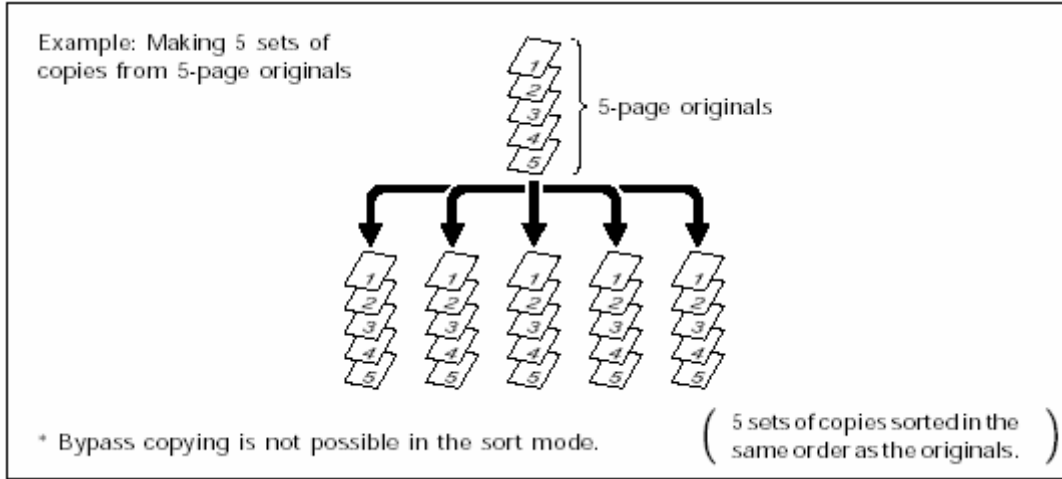 Example: Making 5 sets of
copies from 5-page originals
1
2
3
4
5
5-page originals
1 1 1 1 1
2 2 2 2 2
3 3 3 3 3
4 4 4 4 4
5 5 5 5 5
* Bypass copying is not possible in the sort mode.
( 5 sets of copies sorted in the
same order as the originals. )